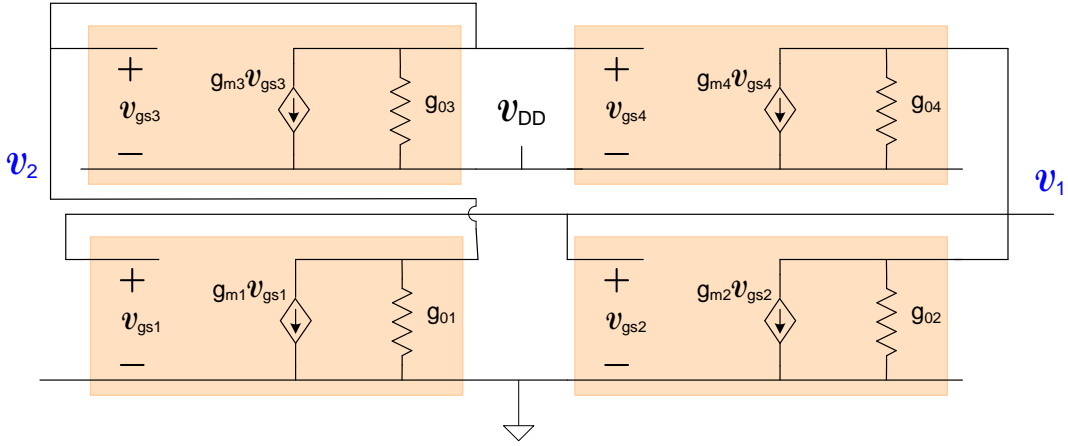 +
g_m3 v_gs3
v_gs3
g_03
−
v_DD
+
g_m4 v_gs4
v_gs4
g_04
−
v_2
v_1
+
g_m1 v_gs1
v_gs1
g_01
−
+
g_m2 v_gs2
v_gs2
g_02
−